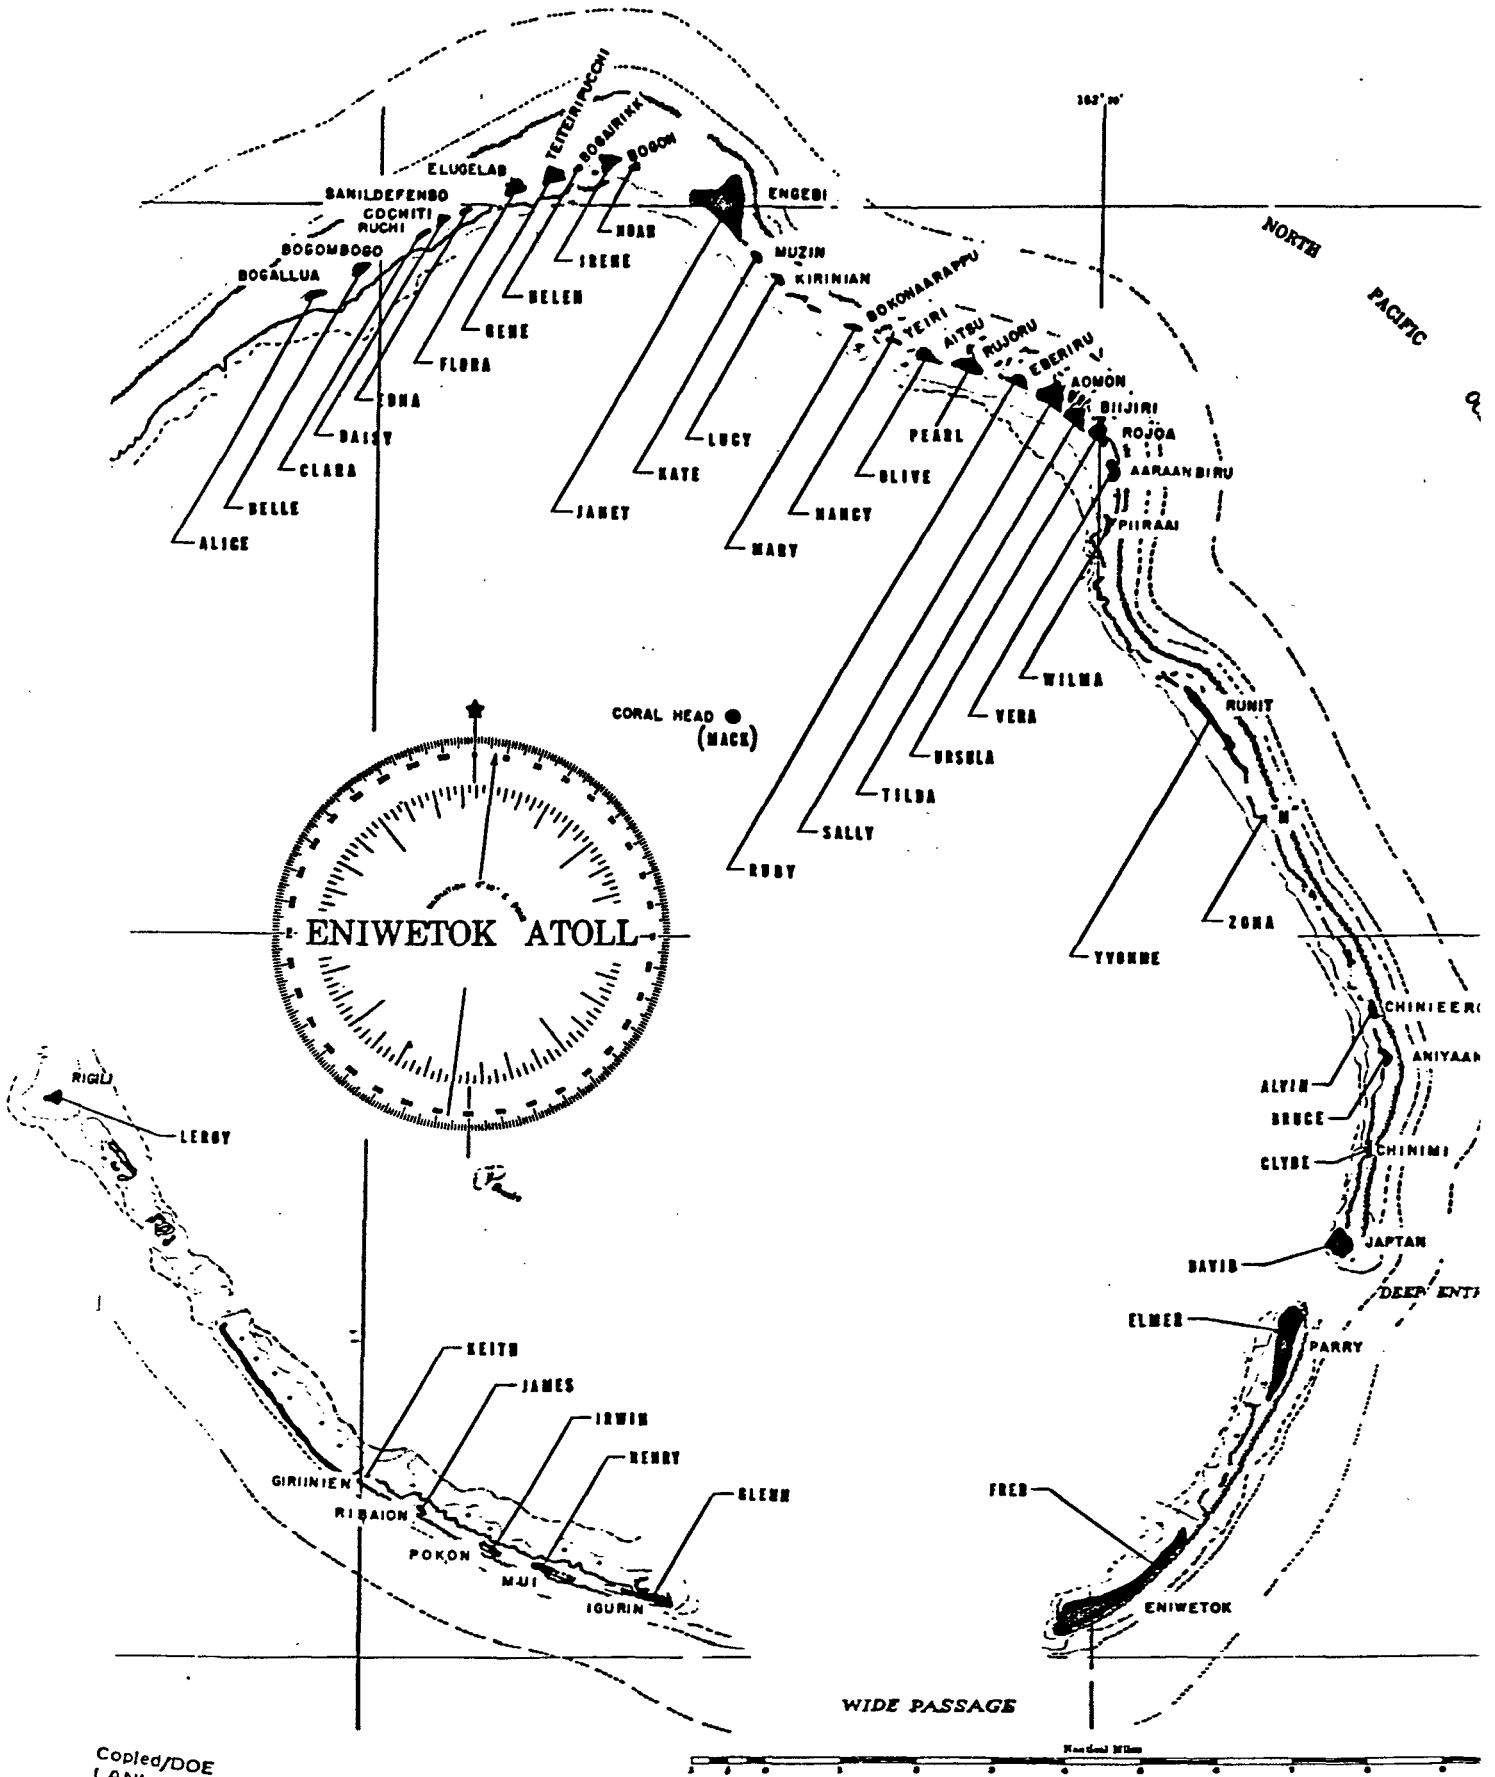 162° 20'
TEITEIRIPUCCHI
BOGAIRIKK
BOGON
ELUGELAB
SANILDEFENSO
COCHITI
RUCHI
BOGOMBOGO
BOGALLUA
ENGEBI
NORTH
PACIFIC
NOAH
IRENE
HELEN
GENE
FLORA
EDNA
DAISY
CLARA
BELLE
ALICE
MUZIN
KIRINIAN
BOKONAARAPPU
YEIRI
AITSU
RUJORU
EBERIRU
AOMON
BIIJIRI
ROJOA
AARAANBIRU
PIIRAAI
LUCY
KATE
JANET
PEARL
OLIVE
NANCY
MARY
WILMA
VERA
URSULA
TILDA
SALLY
RUBY
RUNIT
CORAL HEAD
(MACK)
"M"
ZONA
YVONNE
ENIWETOK ATOLL
CHINIEERO
ANIYAAN
ALVIN
BRUCE
CLYDE
CHINIMI
RIGILI
LEROY
JAPTAN
DAVID
DEEP ENT
ELMER
PARRY
KEITH
JAMES
IRWIN
HENRY
GLENN
FRED
GIRIINIEN
RIBAION
POKON
MUI
IGURIN
ENIWETOK
WIDE PASSAGE
Nautical Miles
Copied/DOE
LANL